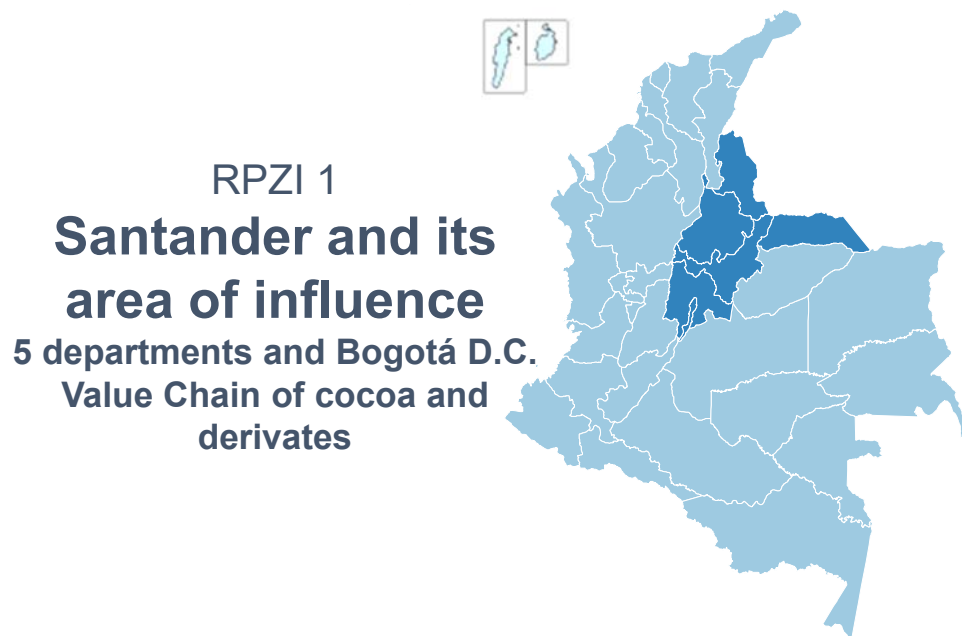 RPZI 1
Santander and its
area of influence
5 departments and Bogotá D.C.
Value Chain of cocoa and
derivates